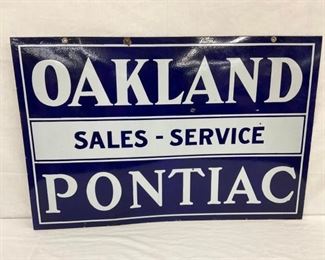 OAKLAND
SALES - SERVICE
PONTIAC